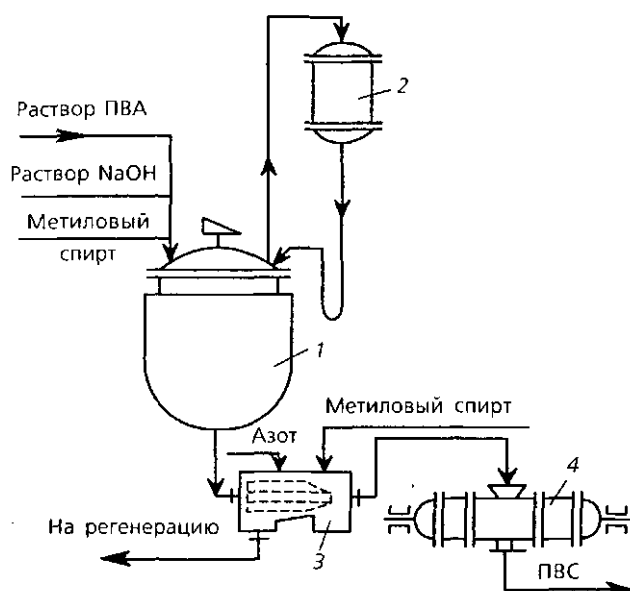 2
Раствор ПВА
Раствор NaOH
Метиловый
спирт
1
Метиловый спирт
Азот
4
На регенерацию
3
ПВС